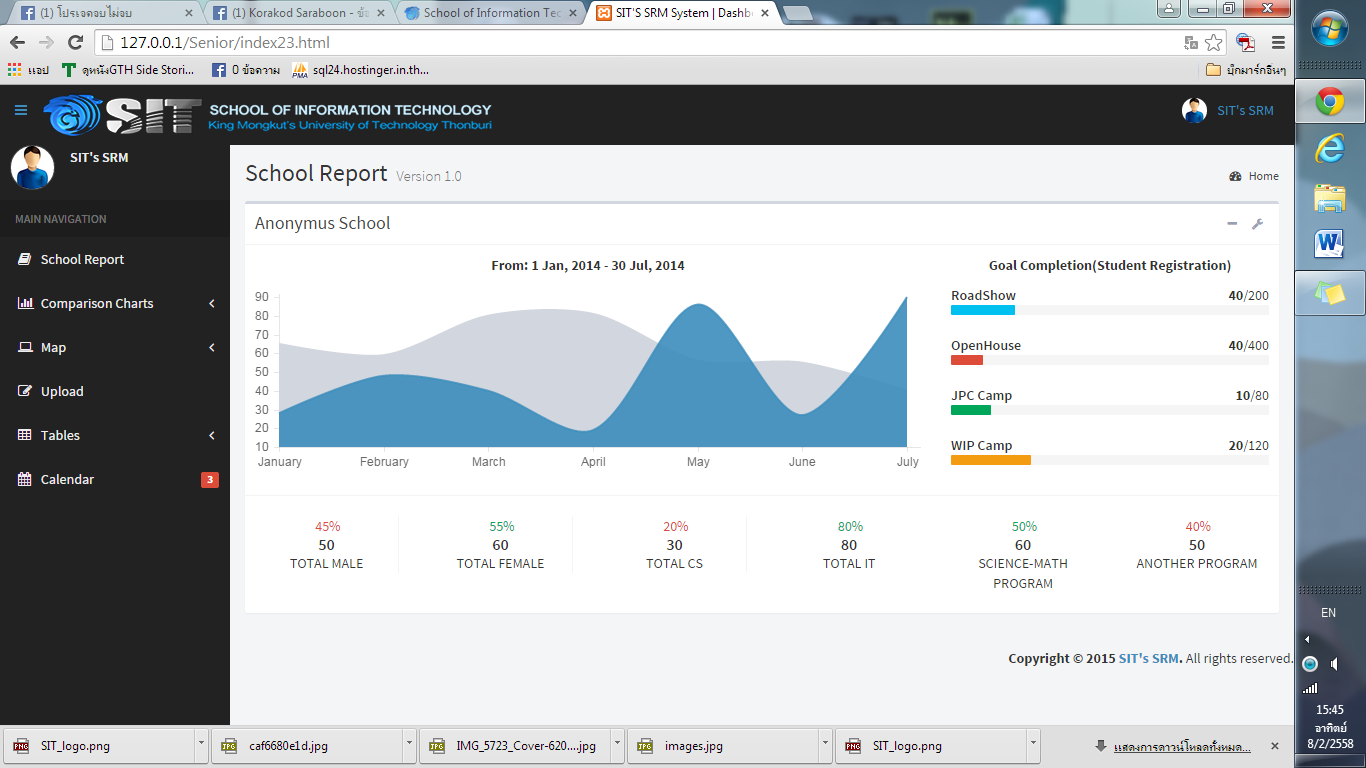 (1) โปรเจคจบไม่จบ
(1) Korakod Saraboon - ข้อ
School of Information Tec
SIT'S SRM System | Dashbo
127.0.0.1/Senior/index23.html
แอป
ดูหนังGTH Side Stori...
0 ข้อความ
PMA
sql24.hostinger.in.th...
บุ๊กมาร์กอื่นๆ
SIT
SCHOOL OF INFORMATION TECHNOLOGY
King Mongkut's University of Technology Thonburi
SIT's SRM
SIT's SRM
MAIN NAVIGATION
School Report
Comparison Charts
Map
Upload
Tables
Calendar
3
School Report Version 1.0
Home
Anonymus School
From: 1 Jan, 2014 - 30 Jul, 2014
90
80
70
60
50
40
30
20
10
January February March April May June July
Goal Completion(Student Registration)
RoadShow 40/200
OpenHouse 40/400
JPC Camp 10/80
WIP Camp 20/120
45%
50
TOTAL MALE
55%
60
TOTAL FEMALE
20%
30
TOTAL CS
80%
80
TOTAL IT
50%
60
SCIENCE-MATH
PROGRAM
40%
50
ANOTHER PROGRAM
Copyright © 2015 SIT's SRM. All rights reserved.
SIT_logo.png
caf6680e1d.jpg
IMG_5723_Cover-620....jpg
images.jpg
SIT_logo.png
แสดงการดาวน์โหลดทั้งหมด...
EN
15:45
อาทิตย์
8/2/2558